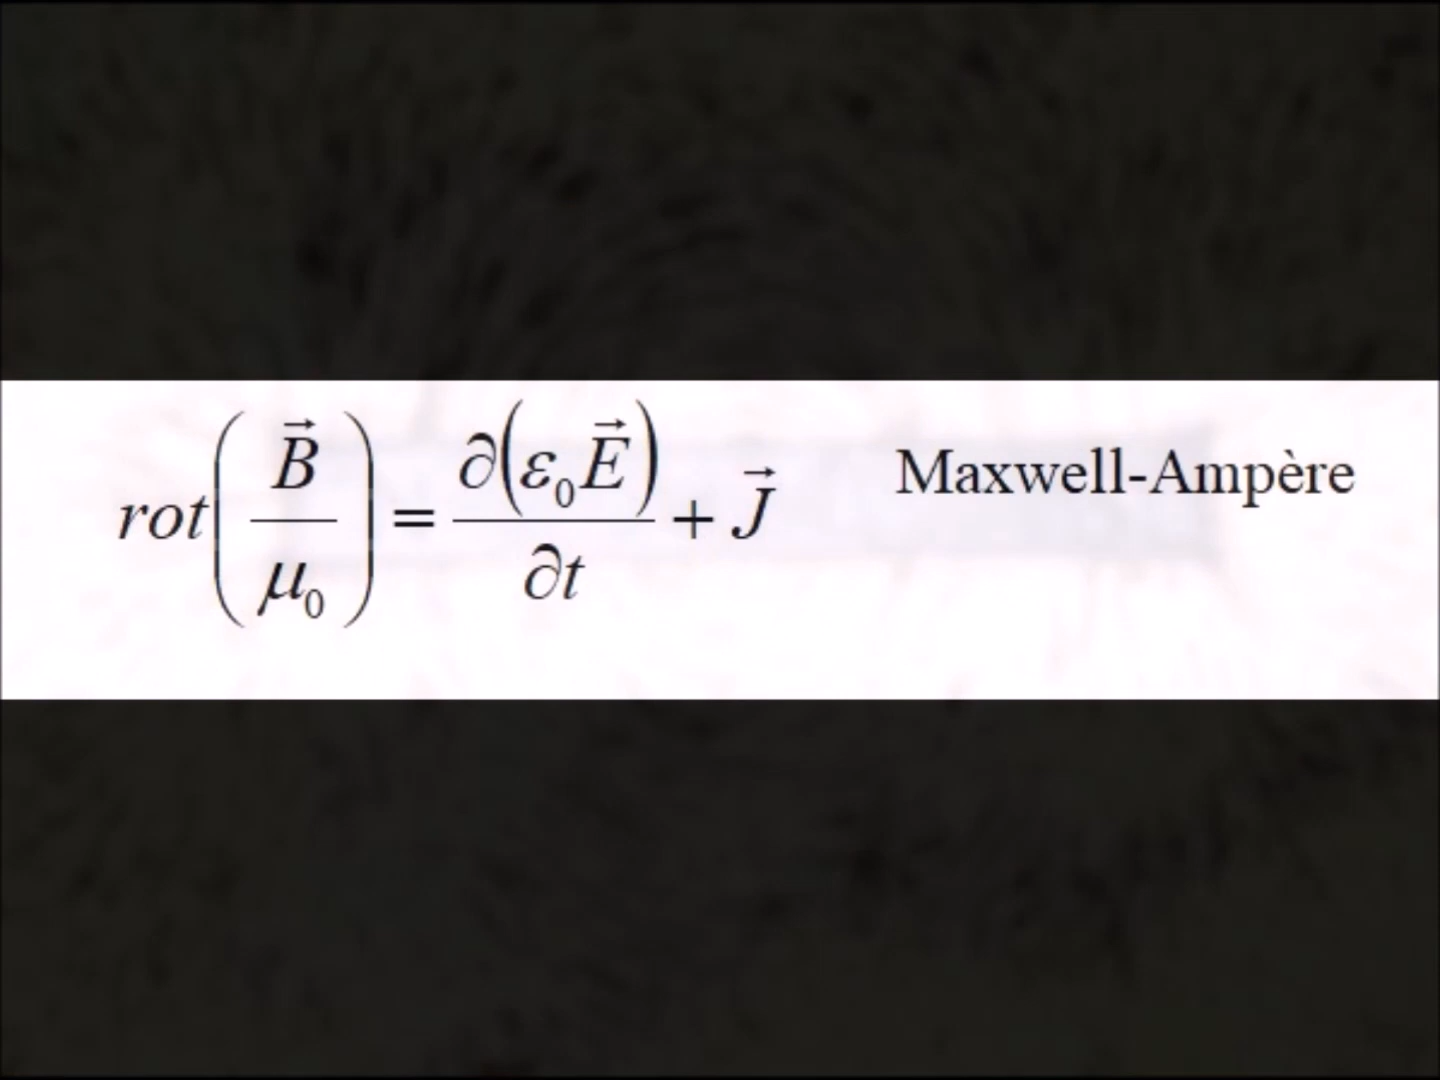 rot(B⃗/μ₀) = ∂(ε₀E⃗)/∂t + J⃗ Maxwell-Ampère